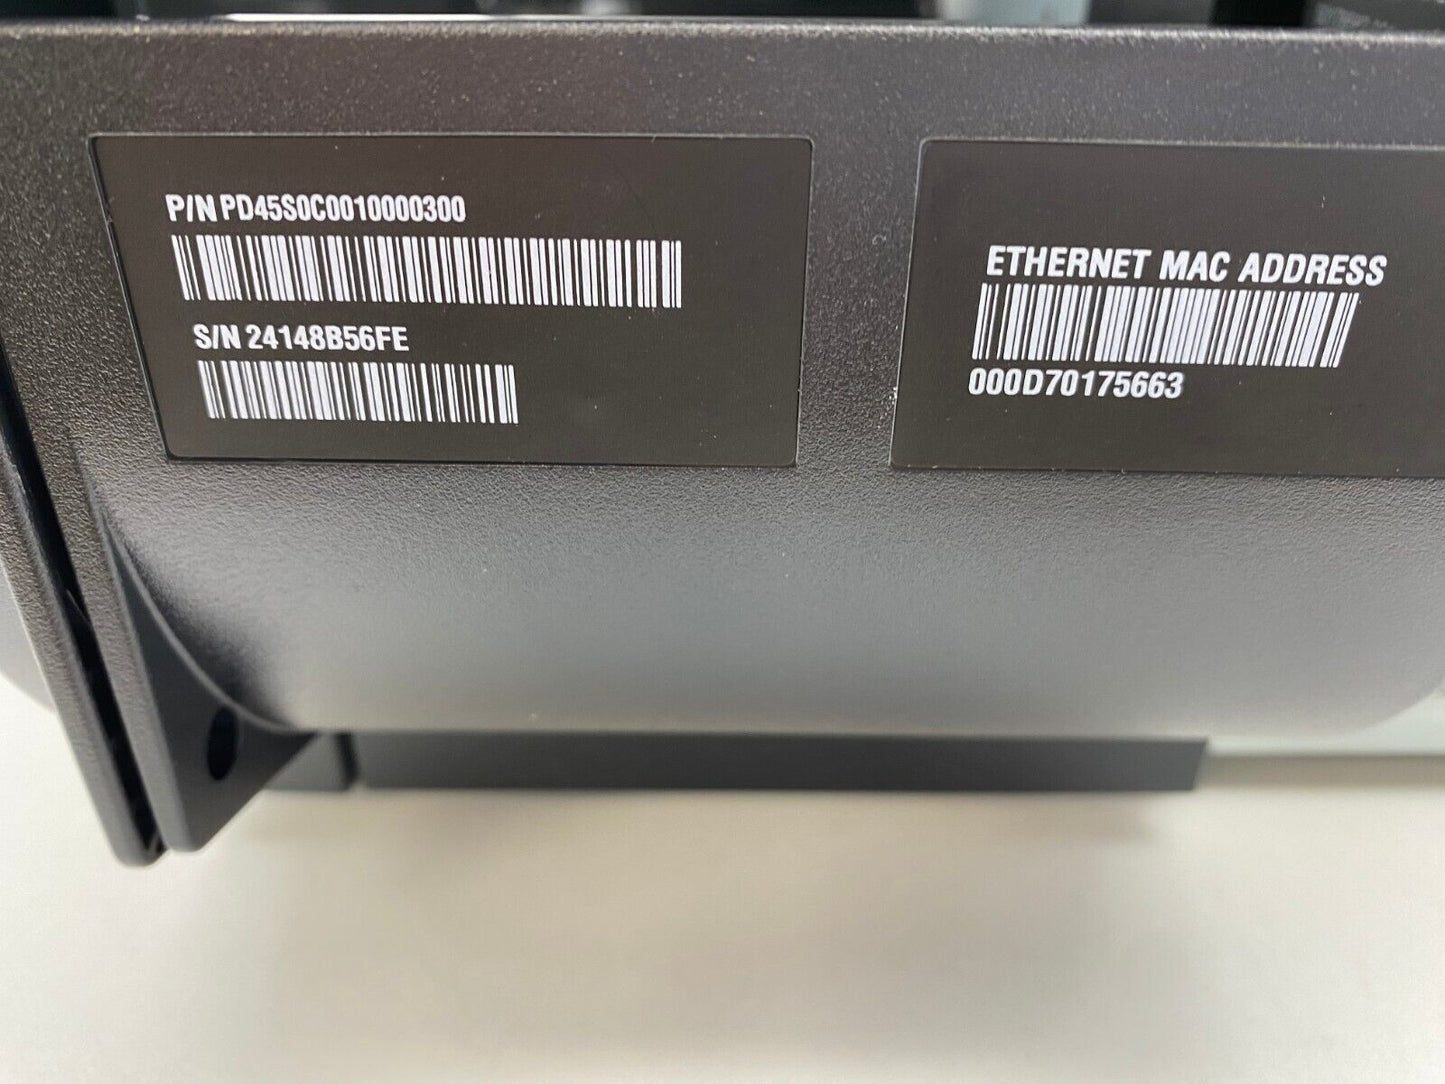 P/N PD45S0C0010000300
S/N 24148B56FE
ETHERNET MAC ADDRESS
000D70175663